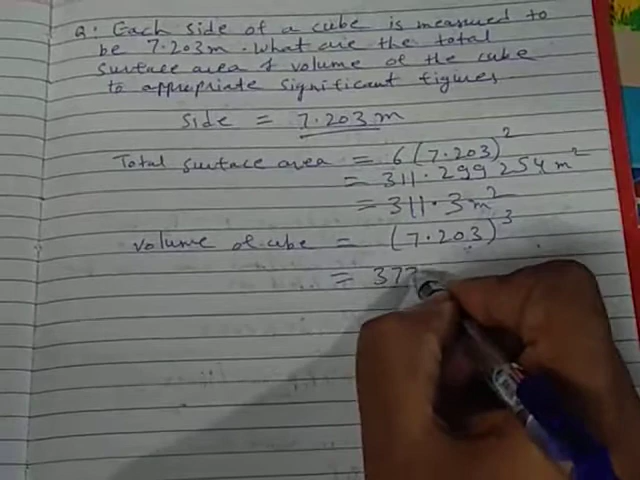 Q. Each side of a cube is measured to
be 7.203m. What are the total
surface area & volume of the cube
to appropriate significant figures
side = 7.203 m
Total surface area = 6(7.203)²
= 311.299254 m²
= 311.3 m²
volume of cube = (7.203)³
= 373